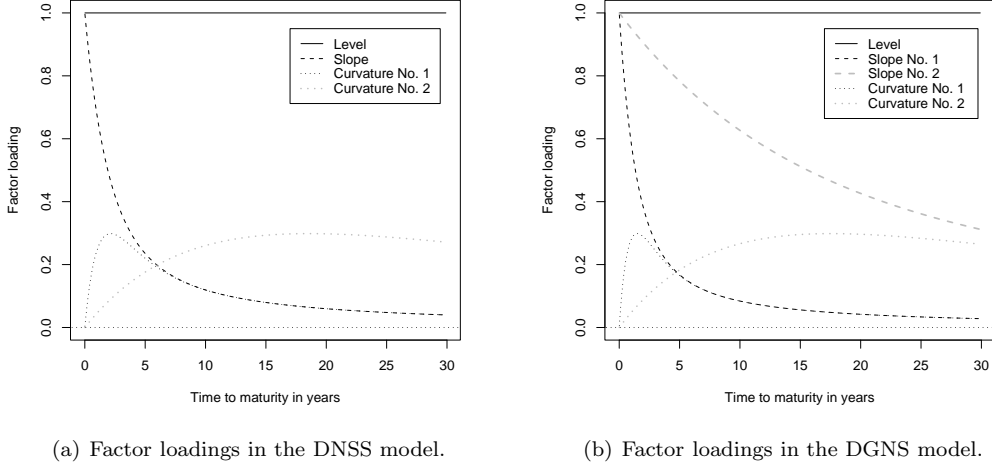 Factor loading
0.0 0.2 0.4 0.6 0.8 1.0
Level
Slope
Curvature No. 1
Curvature No. 2
0 5 10 15 20 25 30
Time to maturity in years
(a) Factor loadings in the DNSS model.
Factor loading
0.0 0.2 0.4 0.6 0.8 1.0
Level
Slope No. 1
Slope No. 2
Curvature No. 1
Curvature No. 2
0 5 10 15 20 25 30
Time to maturity in years
(b) Factor loadings in the DGNS model.